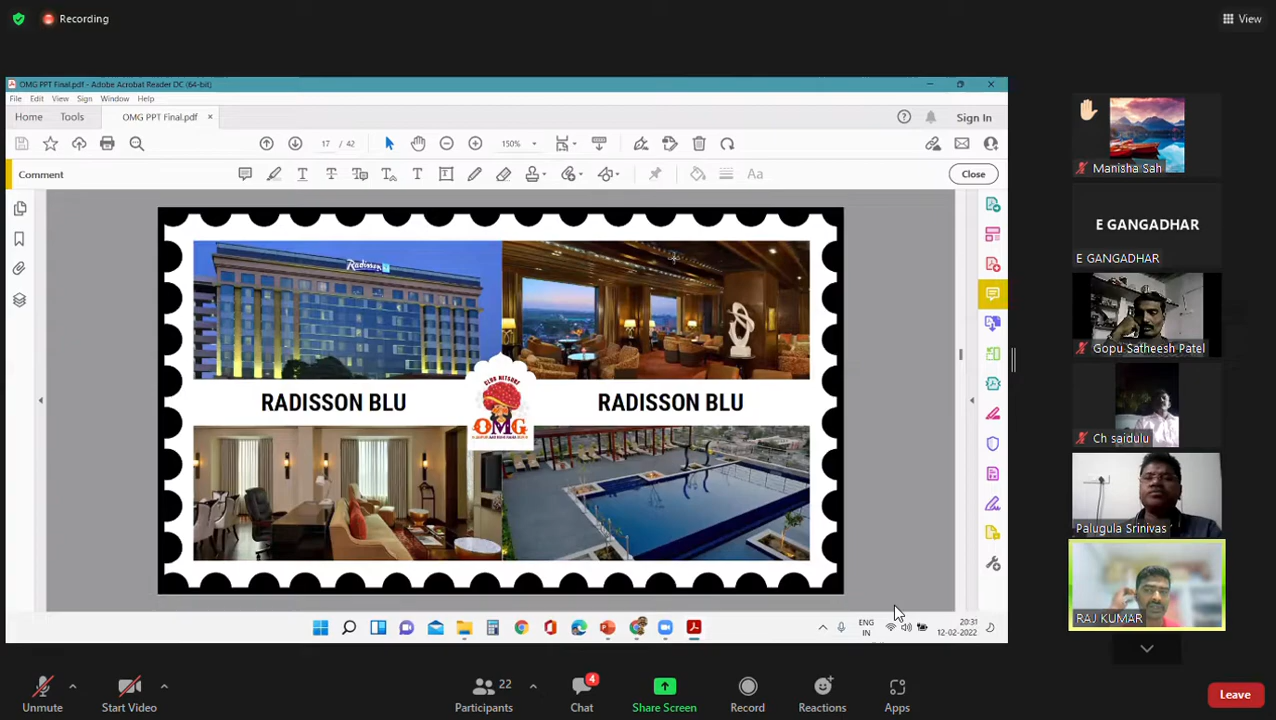 Recording
View
OMG PPT Final.pdf - Adobe Acrobat Reader DC (64-bit)
File Edit View Sign Window Help
Home Tools OMG PPT Final.pdf × Sign In
17 / 42 150%
Comment Close
Radisson
RADISSON BLU
CLUB RITSURF
OMG
RADISSON BLU
ENG
IN
20:31
12-02-2022
Manisha Sah
E GANGADHAR
E GANGADHAR
Gopu Satheesh Patel
Ch saidulu
Palugula Srinivas
RAJ KUMAR
Unmute
Start Video
22
Participants
4
Chat
Share Screen
Record
Reactions
Apps
Leave